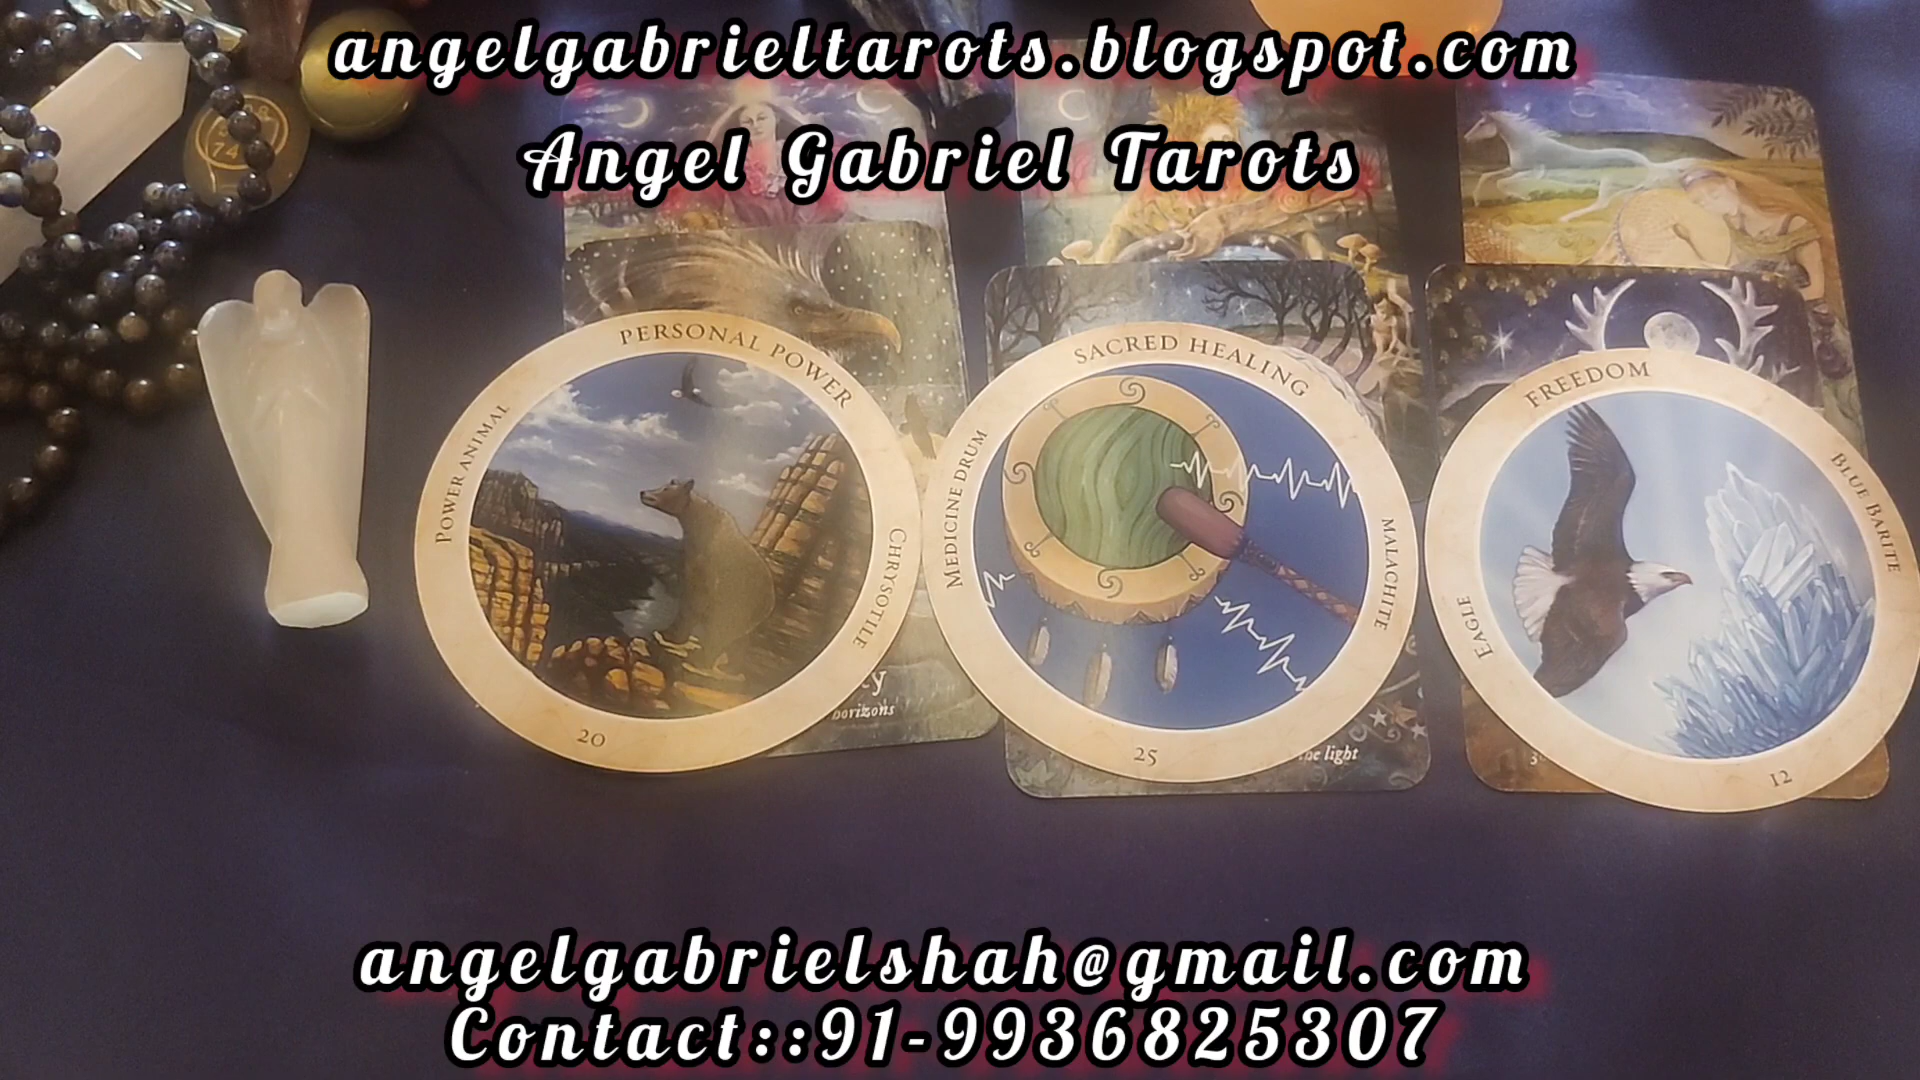 angelgabrieltarots.blogspot.com
Angel Gabriel Tarots
PERSONAL POWER
POWER ANIMAL
CHRYSOTILE
20
SACRED HEALING
MEDICINE DRUM
MALACHITE
25
FREEDOM
EAGLE
BLUE BARITE
12
horizons
the light
angelgabrielshah@gmail.com
Contact::91-9936825307